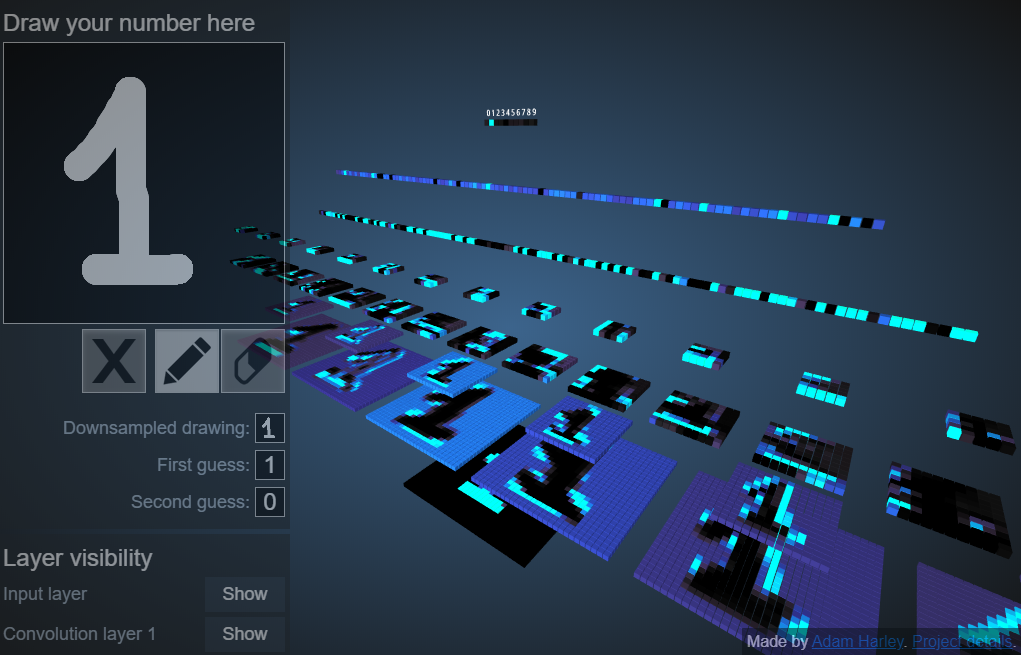 Draw your number here
1
0123456789
X
Downsampled drawing: 1
First guess: 1
Second guess: 0
Layer visibility
Input layer Show
Convolution layer 1 Show
Made by Adam Harley. Project details.